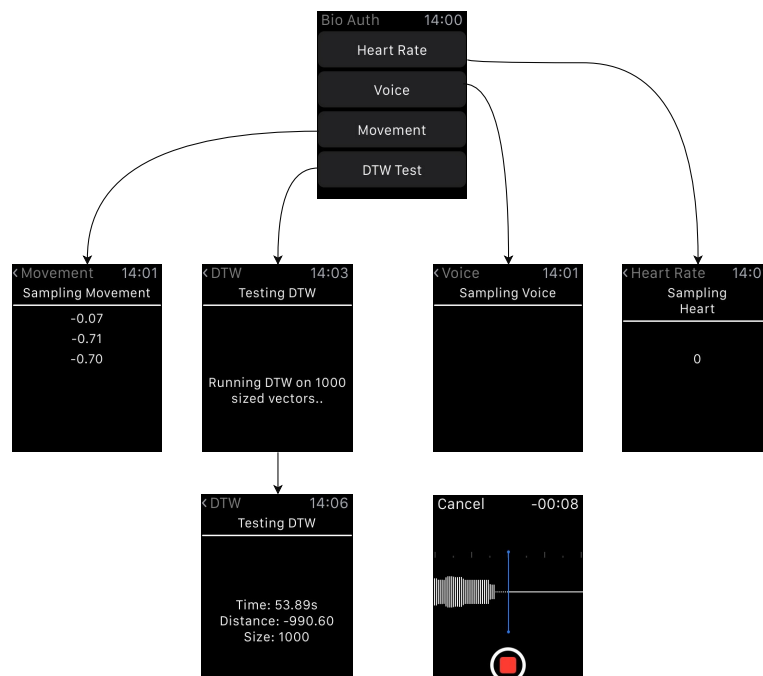 Bio Auth 14:00
Heart Rate
Voice
Movement
DTW Test
<Movement 14:01
Sampling Movement
-0.07
-0.71
-0.70
<DTW 14:03
Testing DTW
Running DTW on 1000
sized vectors..
<Voice 14:01
Sampling Voice
<Heart Rate 14:0
Sampling
Heart
0
<DTW 14:06
Testing DTW
Time: 53.89s
Distance: -990.60
Size: 1000
Cancel -00:08